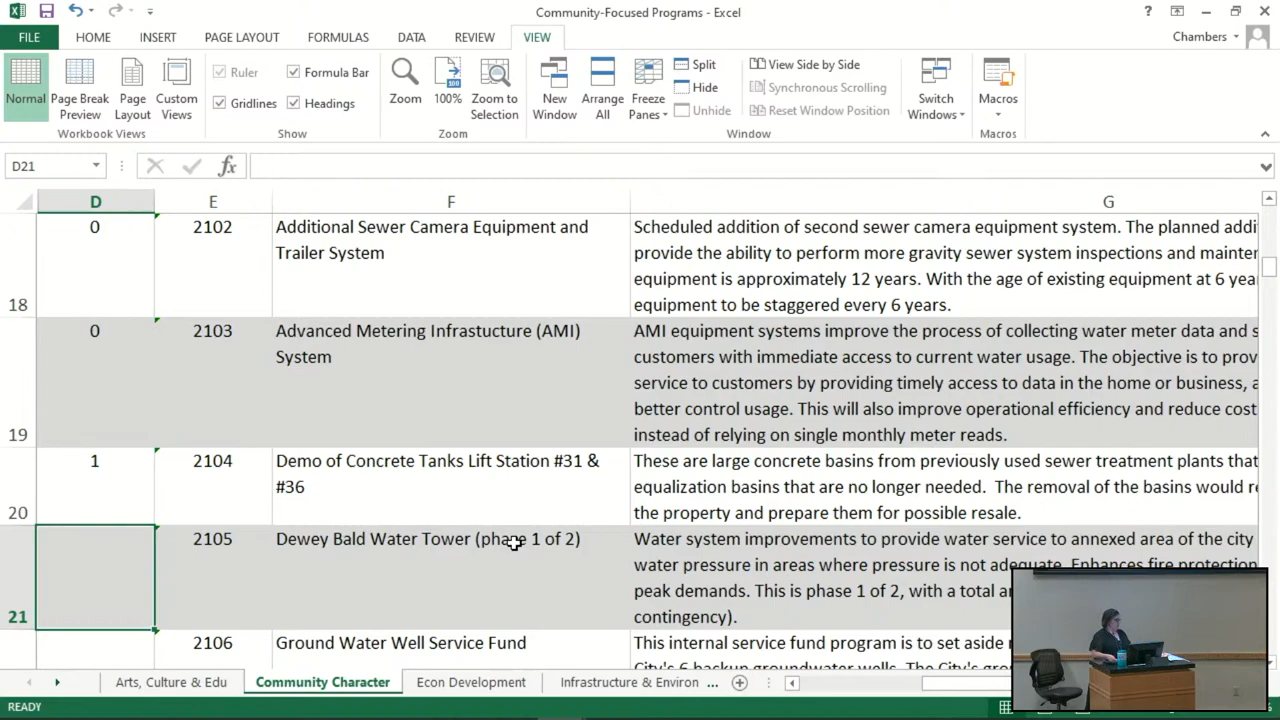 Community-Focused Programs - Excel
FILE HOME INSERT PAGE LAYOUT FORMULAS DATA REVIEW VIEW Chambers
Normal Page Break Preview Page Layout Custom Views
Workbook Views
Ruler Formula Bar
Gridlines Headings
Show
Zoom 100% Zoom to Selection
Zoom
New Window Arrange All Freeze Panes
Split
Hide
Unhide
View Side by Side
Synchronous Scrolling
Reset Window Position
Window
Switch Windows
Macros
Macros
D21 fx
D E F G
18 0 2102 Additional Sewer Camera Equipment and
Trailer System
Scheduled addition of second sewer camera equipment system. The planned addi
provide the ability to perform more gravity sewer system inspections and mainten
equipment is approximately 12 years. With the age of existing equipment at 6 year
equipment to be staggered every 6 years.
19 0 2103 Advanced Metering Infrastucture (AMI)
System
AMI equipment systems improve the process of collecting water meter data and s
customers with immediate access to current water usage. The objective is to prov
service to customers by providing timely access to data in the home or business, a
better control usage. This will also improve operational efficiency and reduce cost
instead of relying on single monthly meter reads.
20 1 2104 Demo of Concrete Tanks Lift Station #31 &
#36
These are large concrete basins from previously used sewer treatment plants that
equalization basins that are no longer needed. The removal of the basins would re
the property and prepare them for possible resale.
21 2105 Dewey Bald Water Tower (phase 1 of 2)
Water system improvements to provide water service to annexed area of the city
water pressure in areas where pressure is not adequate. Enhances fire protection
peak demands. This is phase 1 of 2, with a total a
contingency).
2106 Ground Water Well Service Fund
This internal service fund program is to set aside
City's 6 backup groundwater wells. The City's
Arts, Culture & Edu Community Character Econ Development Infrastructure & Environ ...
READY